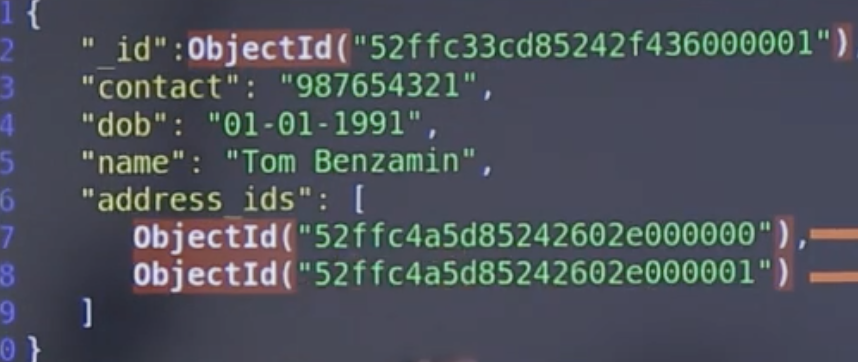 1 {
2 "_id":ObjectId("52ffc33cd85242f436000001")
3 "contact": "987654321",
4 "dob": "01-01-1991",
5 "name": "Tom Benzamin",
6 "address_ids": [
7 ObjectId("52ffc4a5d85242602e000000"),
8 ObjectId("52ffc4a5d85242602e000001")
9 ]
0 }